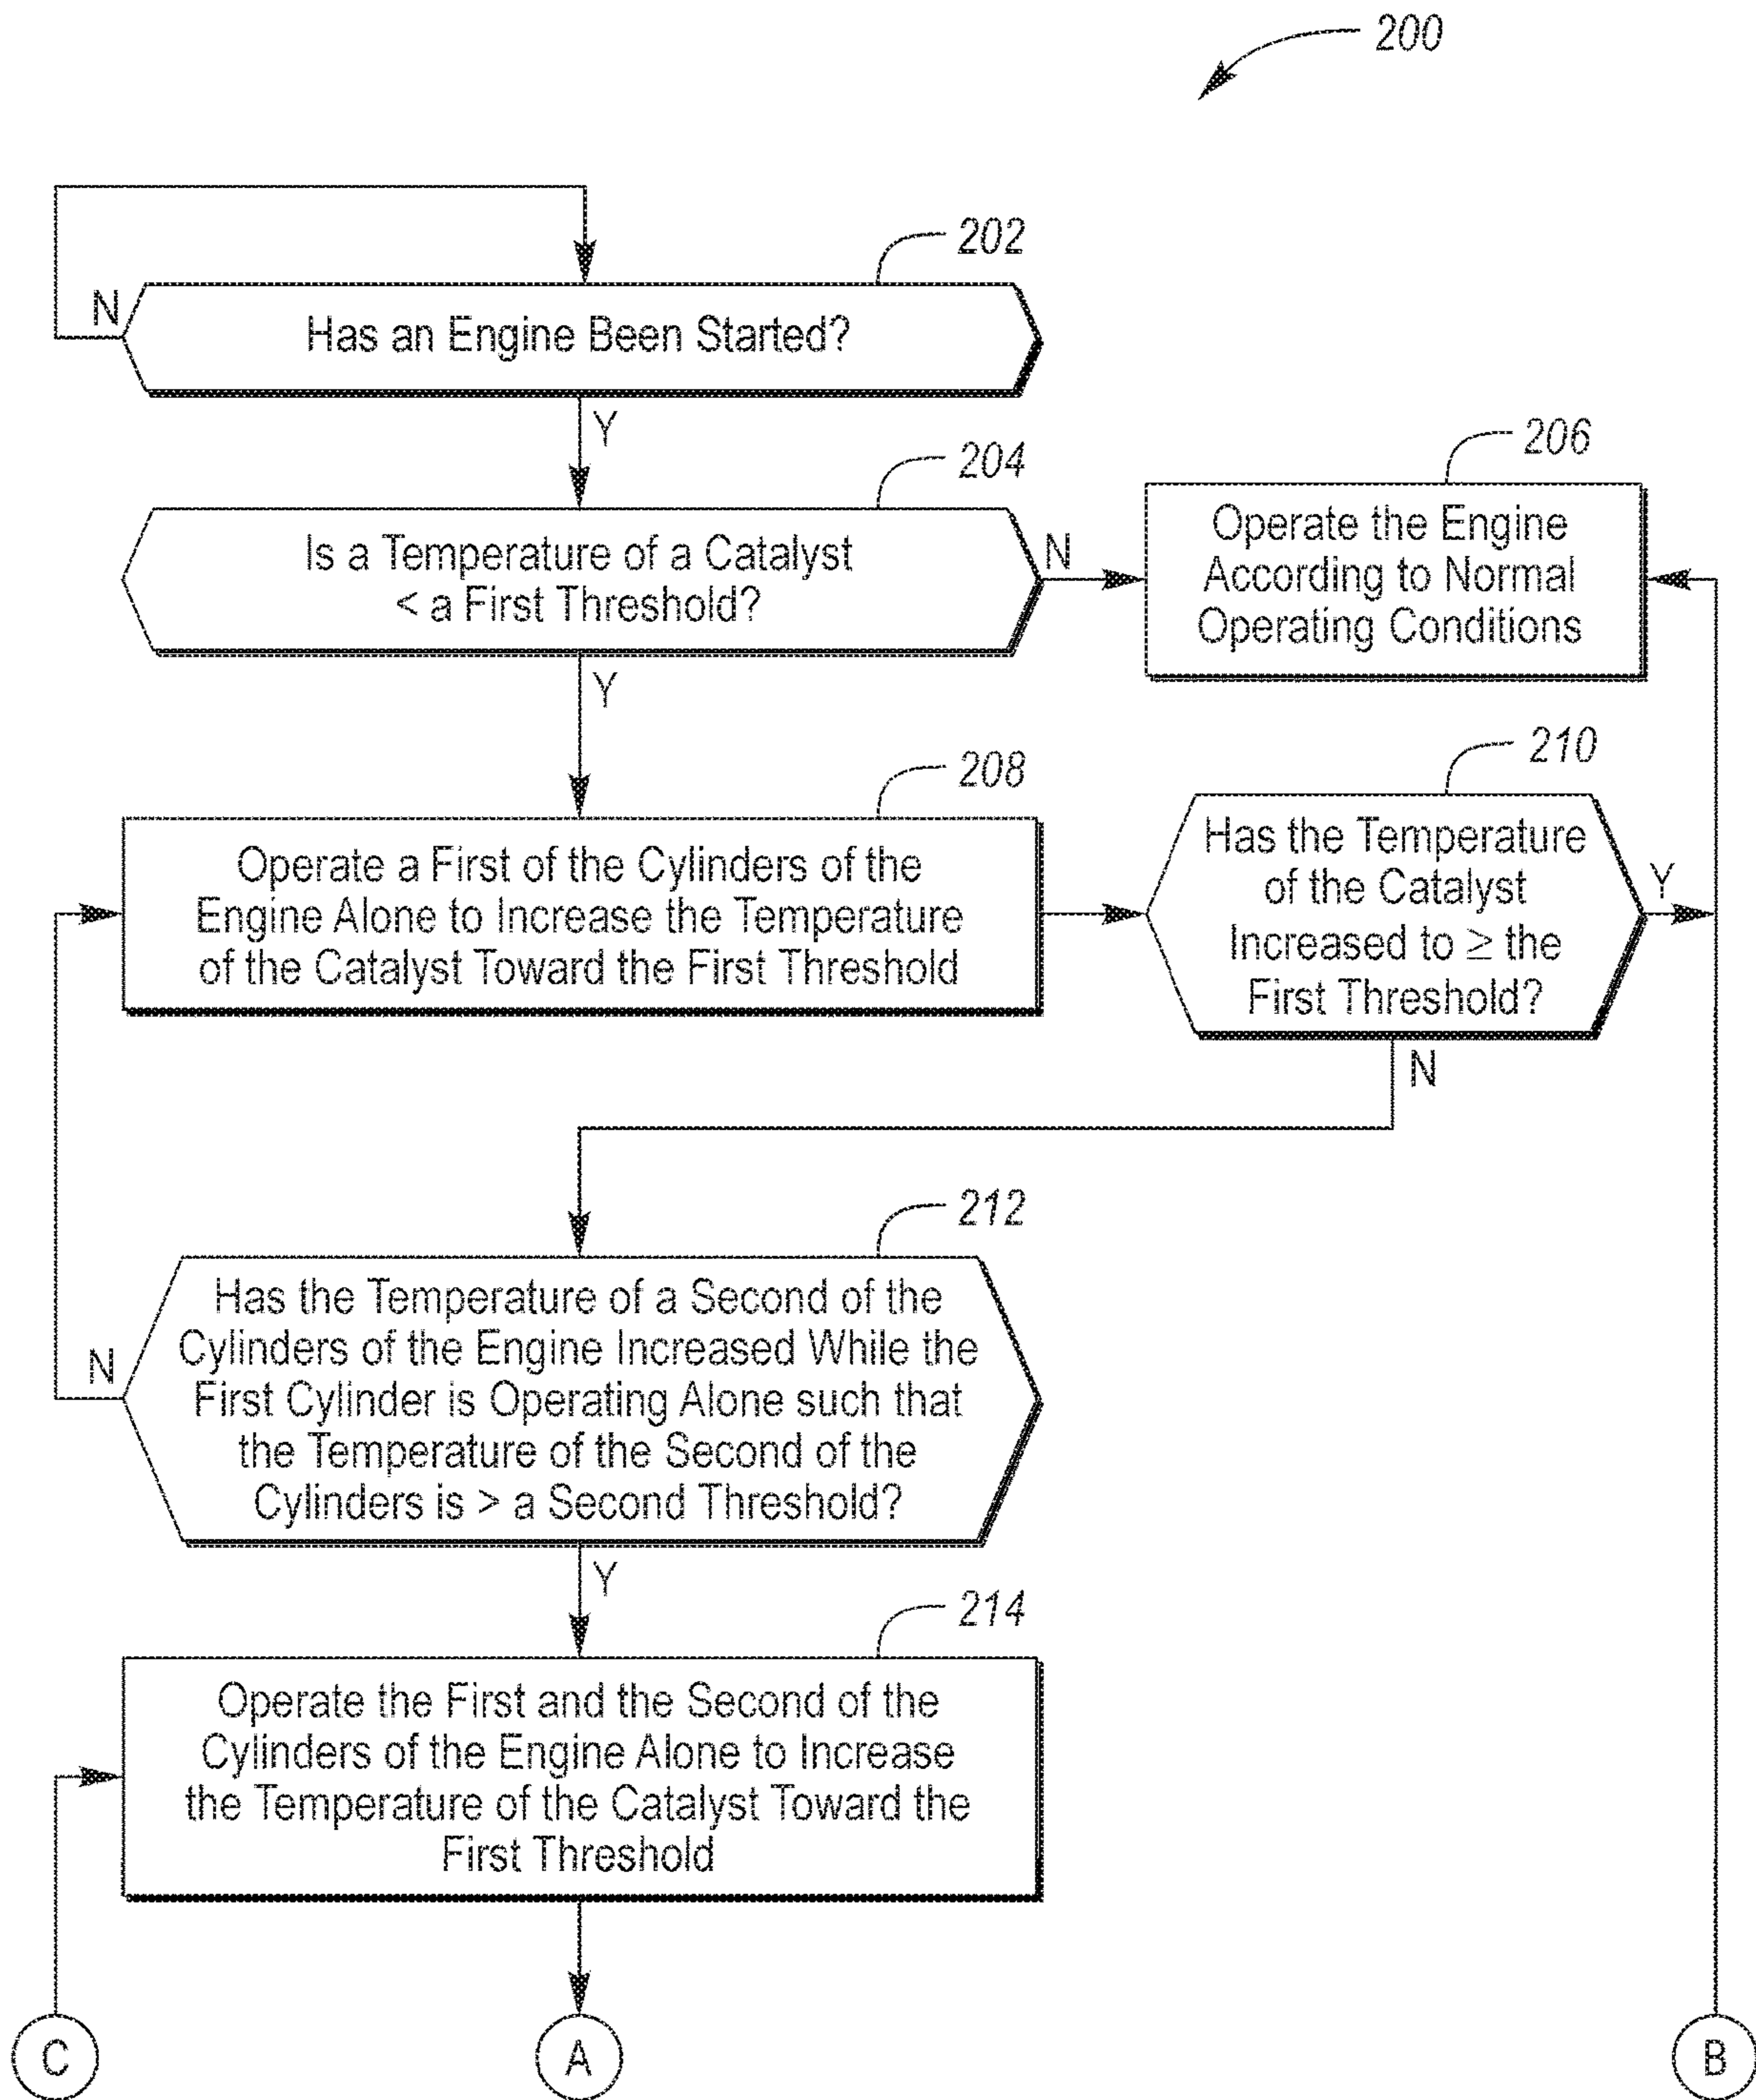 200
202
N
Has an Engine Been Started?
Y
204
206
Is a Temperature of a Catalyst
< a First Threshold?
N
Operate the Engine
According to Normal
Operating Conditions
Y
208
210
Operate a First of the Cylinders of the
Engine Alone to Increase the Temperature
of the Catalyst Toward the First Threshold
Has the Temperature
of the Catalyst
Increased to ≥ the
First Threshold?
Y
N
212
Has the Temperature of a Second of the
Cylinders of the Engine Increased While the
First Cylinder is Operating Alone such that
the Temperature of the Second of the
Cylinders is > a Second Threshold?
N
Y
214
Operate the First and the Second of the
Cylinders of the Engine Alone to Increase
the Temperature of the Catalyst Toward the
First Threshold
C
A
B